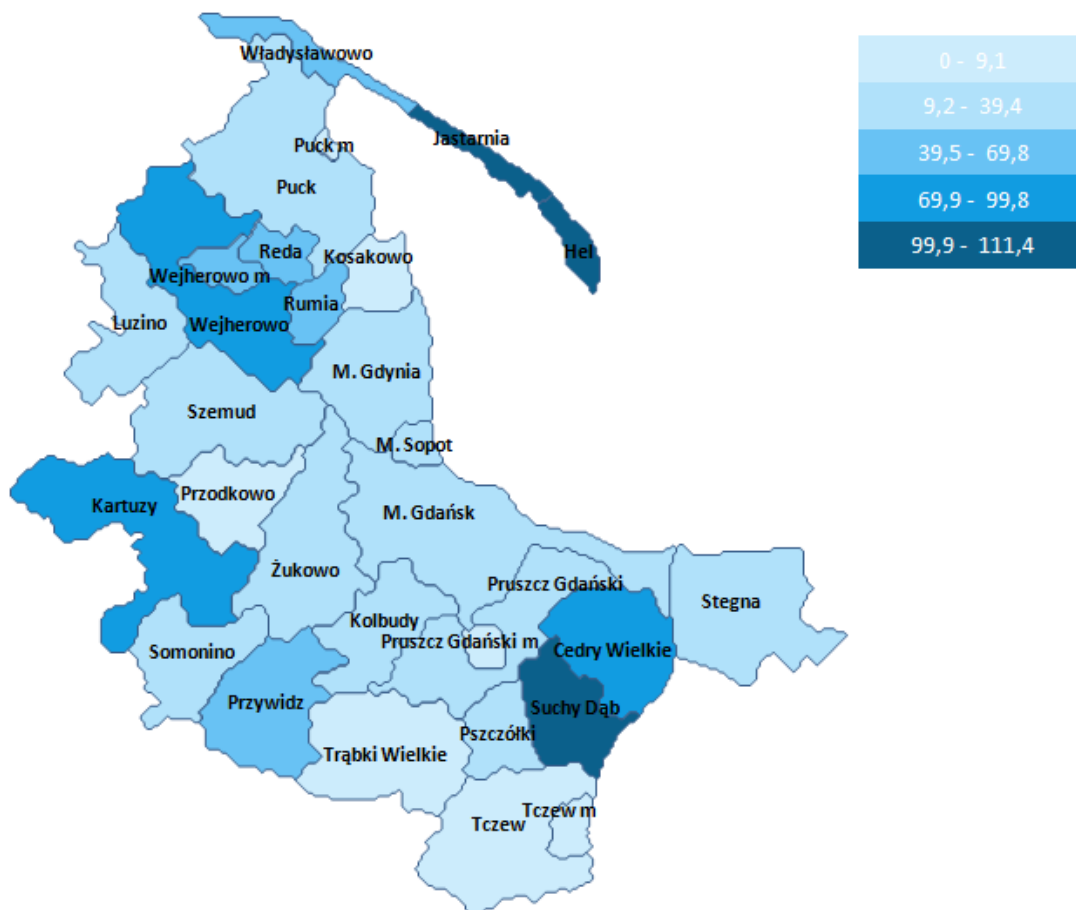 Władysławowo
0 - 9,1
9,2 - 39,4
39,5 - 69,8
69,9 - 99,8
99,9 - 111,4
Jastarnia
Puck m
Puck
Hel
Reda
Kosakowo
Wejherowo m
Rumia
Luzino
Wejherowo
M. Gdynia
Szemud
M. Sopot
Przodkowo
Kartuzy
M. Gdańsk
Żukowo
Pruszcz Gdański
Stegna
Kolbudy
Pruszcz Gdański m
Somonino
Cedry Wielkie
Przywidz
Suchy Dąb
Pszczółki
Trąbki Wielkie
Tczew m
Tczew